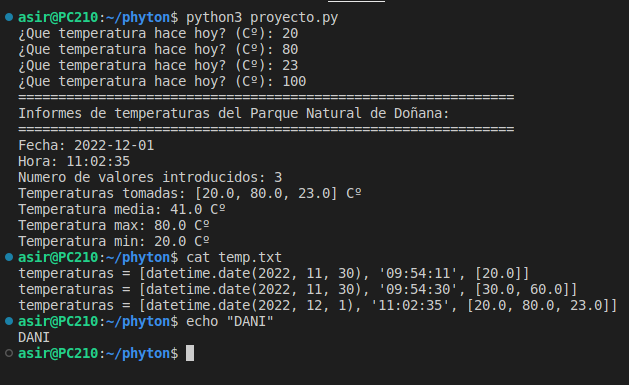 asir@PC210:~/phyton$ python3 proyecto.py
¿Que temperatura hace hoy? (Cº): 20
¿Que temperatura hace hoy? (Cº): 80
¿Que temperatura hace hoy? (Cº): 23
¿Que temperatura hace hoy? (Cº): 100
==============================================================
Informes de temperaturas del Parque Natural de Doñana:
==============================================================
Fecha: 2022-12-01
Hora: 11:02:35
Numero de valores introducidos: 3
Temperaturas tomadas: [20.0, 80.0, 23.0] Cº
Temperatura media: 41.0 Cº
Temperatura max: 80.0 Cº
Temperatura min: 20.0 Cº
asir@PC210:~/phyton$ cat temp.txt
temperaturas = [datetime.date(2022, 11, 30), '09:54:11', [20.0]]
temperaturas = [datetime.date(2022, 11, 30), '09:54:30', [30.0, 60.0]]
temperaturas = [datetime.date(2022, 12, 1), '11:02:35', [20.0, 80.0, 23.0]]
asir@PC210:~/phyton$ echo "DANI"
DANI
asir@PC210:~/phyton$